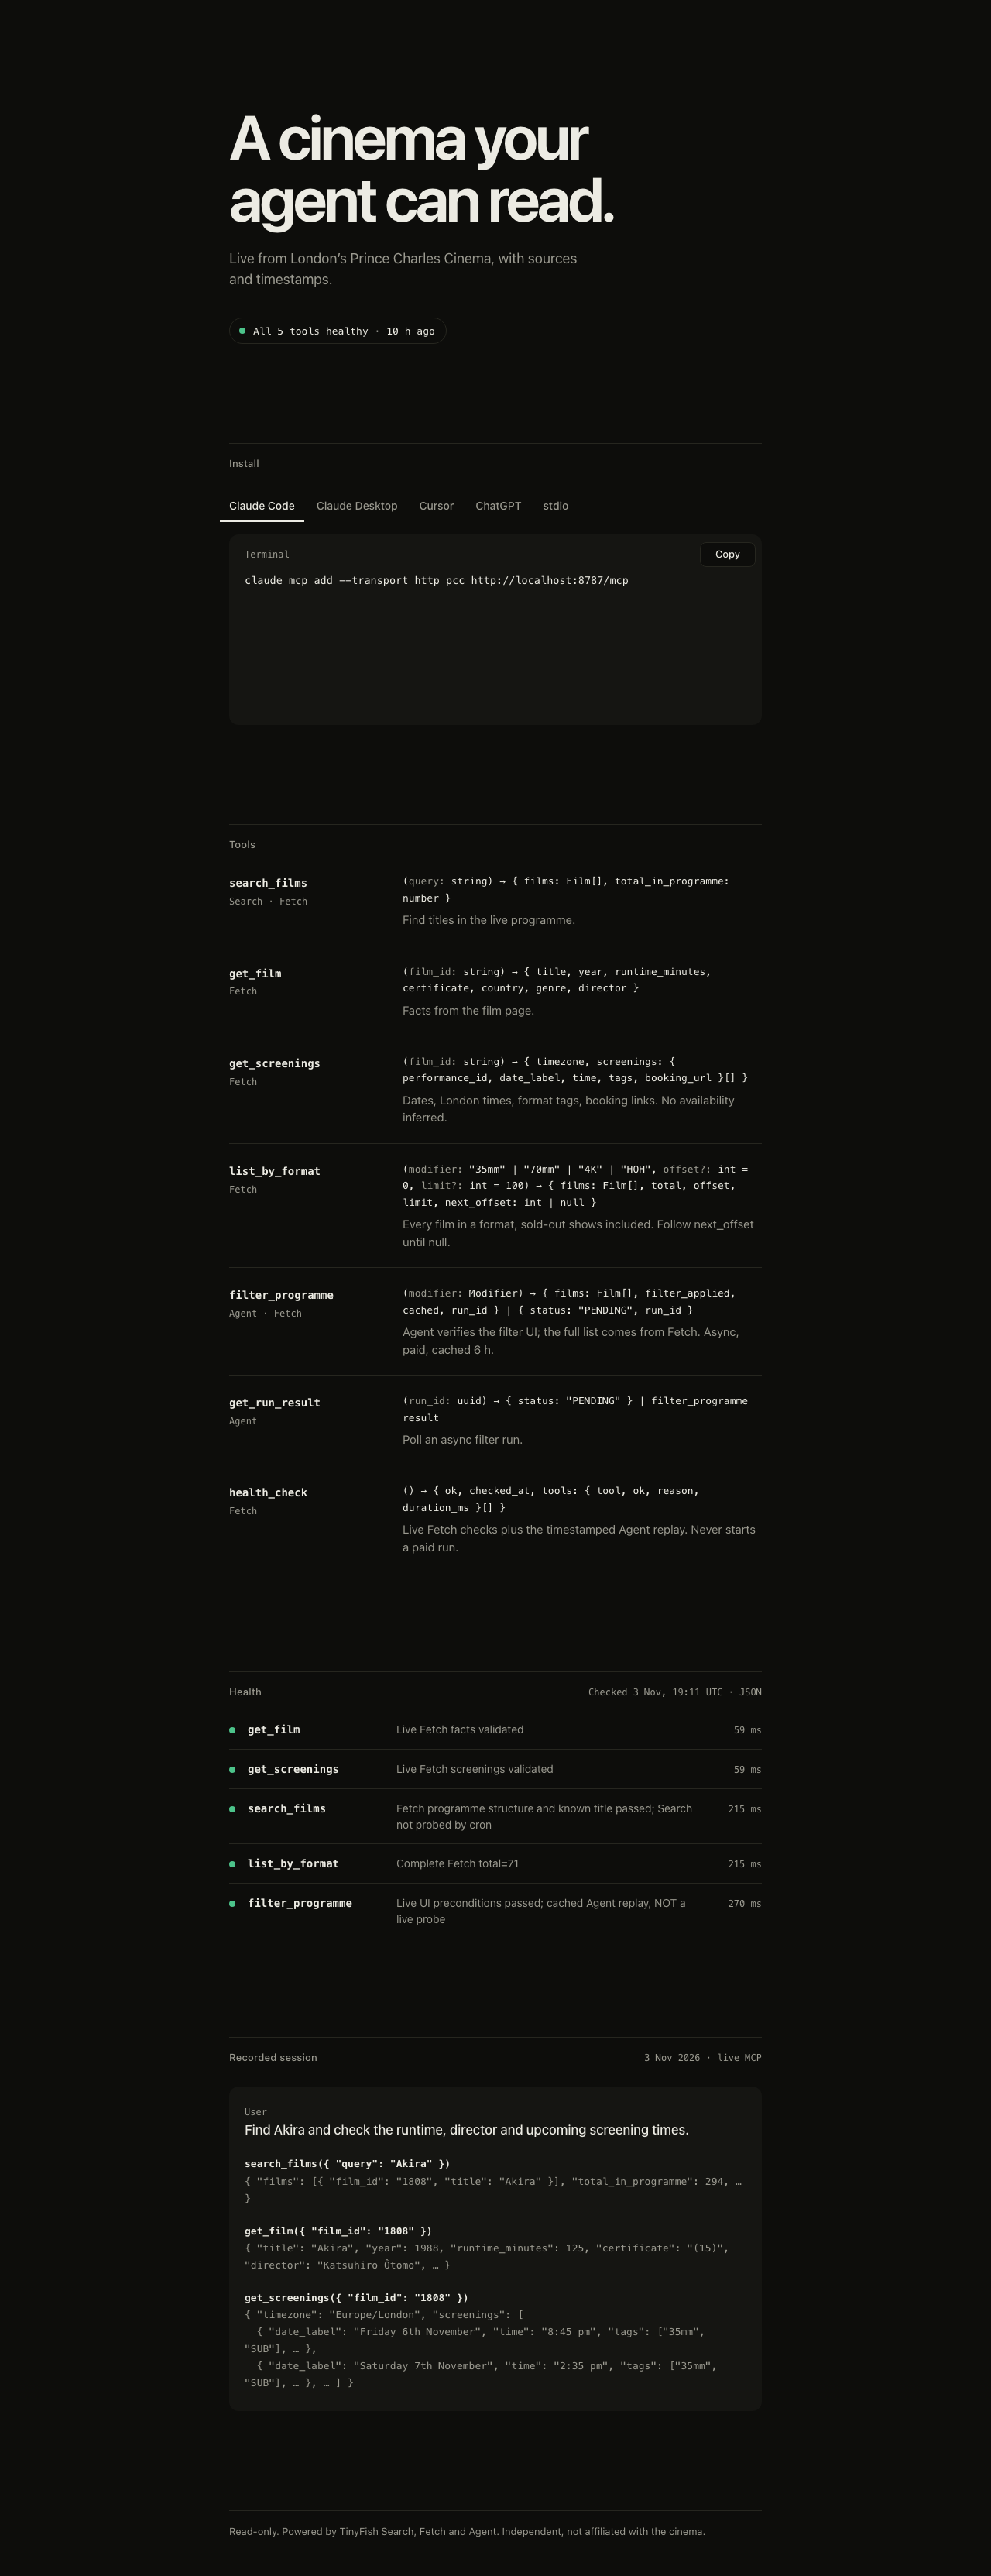 A cinema your
agent can read.
Live from London's Prince Charles Cinema, with sources
and timestamps.
All 5 tools healthy · 10 h ago
Install
Claude Code Claude Desktop Cursor ChatGPT stdio
Terminal Copy
claude mcp add --transport http pcc http://localhost:8787/mcp
Tools
search_films
Search · Fetch
(query: string) → { films: Film[], total_in_programme:
number }
Find titles in the live programme.
get_film
Fetch
(film_id: string) → { title, year, runtime_minutes,
certificate, country, genre, director }
Facts from the film page.
get_screenings
Fetch
(film_id: string) → { timezone, screenings: {
performance_id, date_label, time, tags, booking_url }[] }
Dates, London times, format tags, booking links. No availability
inferred.
list_by_format
Fetch
(modifier: "35mm" | "70mm" | "4K" | "HOH", offset?: int =
0, limit?: int = 100) → { films: Film[], total, offset,
limit, next_offset: int | null }
Every film in a format, sold-out shows included. Follow next_offset
until null.
filter_programme
Agent · Fetch
(modifier: Modifier) → { films: Film[], filter_applied,
cached, run_id } | { status: "PENDING", run_id }
Agent verifies the filter UI; the full list comes from Fetch. Async,
paid, cached 6 h.
get_run_result
Agent
(run_id: uuid) → { status: "PENDING" } | filter_programme
result
Poll an async filter run.
health_check
Fetch
() → { ok, checked_at, tools: { tool, ok, reason,
duration_ms }[] }
Live Fetch checks plus the timestamped Agent replay. Never starts
a paid run.
Health Checked 3 Nov, 19:11 UTC · JSON
get_film Live Fetch facts validated 59 ms
get_screenings Live Fetch screenings validated 59 ms
search_films Fetch programme structure and known title passed; Search 215 ms
not probed by cron
list_by_format Complete Fetch total=71 215 ms
filter_programme Live UI preconditions passed; cached Agent replay, NOT a 270 ms
live probe
Recorded session 3 Nov 2026 · live MCP
User
Find Akira and check the runtime, director and upcoming screening times.
search_films({ "query": "Akira" })
{ "films": [{ "film_id": "1808", "title": "Akira" }], "total_in_programme": 294, …
}
get_film({ "film_id": "1808" })
{ "title": "Akira", "year": 1988, "runtime_minutes": 125, "certificate": "(15)",
"director": "Katsuhiro Ôtomo", … }
get_screenings({ "film_id": "1808" })
{ "timezone": "Europe/London", "screenings": [
{ "date_label": "Friday 6th November", "time": "8:45 pm", "tags": ["35mm",
"SUB"], … },
{ "date_label": "Saturday 7th November", "time": "2:35 pm", "tags": ["35mm",
"SUB"], … }, … ] }
Read-only. Powered by TinyFish Search, Fetch and Agent. Independent, not affiliated with the cinema.